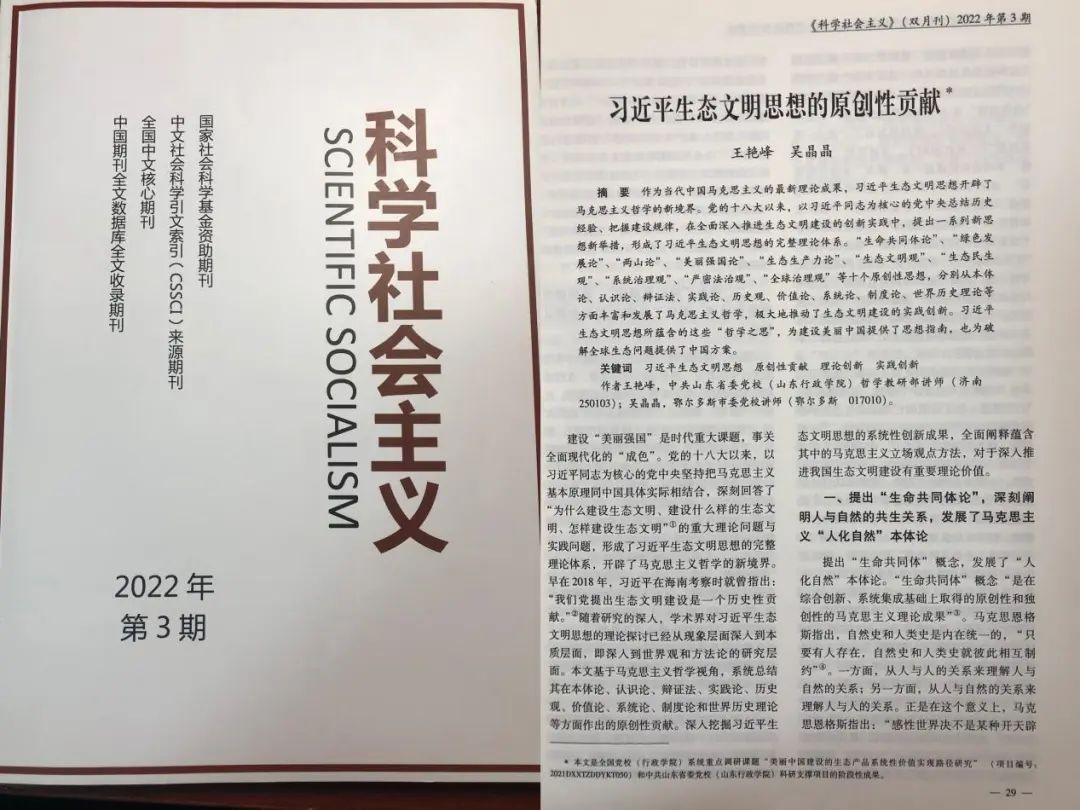 国家社会科学基金资助期刊
中文社会科学引文索引（CSSCI）来源期刊
全国中文核心期刊
中国期刊全文数据库全文收录期刊
科学社会主义
SCIENTIFIC SOCIALISM
2022 年
第 3 期
《科学社会主义》（双月刊）2022 年第 3 期
习近平生态文明思想的原创性贡献*
王艳峰 吴晶晶
摘 要 作为当代中国马克思主义的最新理论成果，习近平生态文明思想开辟了
马克思主义哲学的新境界。党的十八大以来，以习近平同志为核心的党中央总结历史
经验、把握建设规律，在全面深入推进生态文明建设的创新实践中，提出一系列新思
想新举措，形成了习近平生态文明思想的完整理论体系。“生命共同体论”、“绿色发
展论”、“两山论”、“美丽强国论”、“生态生产力论”、“生态文明观”、“生态民生
观”、“系统治理观”、“严密法治观”、“全球治理观” 等十个原创性思想，分别从本体
论、认识论、辩证法、实践论、历史观、价值论、系统论、制度论、世界历史理论等
方面丰富和发展了马克思主义哲学，极大地推动了生态文明建设的实践创新。习近平
生态文明思想所蕴含的这些“哲学之思”，为建设美丽中国提供了思想指南，也为破
解全球生态问题提供了中国方案。
关键词 习近平生态文明思想 原创性贡献 理论创新 实践创新
作者王艳峰，中共山东省委党校（山东行政学院）哲学教研部讲师（济南
250103）；吴晶晶，鄂尔多斯市委党校讲师（鄂尔多斯 017010）。
建设“美丽强国”是时代重大课题，事关
全面现代化的“成色”。党的十八大以来，以
习近平同志为核心的党中央坚持把马克思主义
基本原理同中国具体实际相结合，深刻回答了
“为什么建设生态文明、建设什么样的生态文
明、怎样建设生态文明”①的重大理论问题与
实践问题，形成了习近平生态文明思想的完整
理论体系，开辟了马克思主义哲学的新境界。
早在 2018 年，习近平在海南考察时就曾指出：
“我们党提出生态文明建设是一个历史性贡
献。”②随着研究的深入，学术界对习近平生态
文明思想的理论探讨已经从现象层面深入到本
质层面，即深入到世界观和方法论的研究层
面。本文基于马克思主义哲学视角，系统总结
其在本体论、认识论、辩证法、实践论、历史
观、价值论、系统论、制度论和世界历史理论
等方面作出的原创性贡献。深入挖掘习近平生
态文明思想的系统性创新成果，全面阐释蕴含
其中的马克思主义立场观点方法，对于深入推
进我国生态文明建设有重要理论价值。
一、提出“生命共同体论”，深刻阐
明人与自然的共生关系，发展了马克思主
义“人化自然”本体论
提出“生命共同体”概念，发展了“人
化自然”本体论。“生命共同体”概念“是在
综合创新、系统集成基础上取得的原创性和独
创性的马克思主义理论成果”③。马克思恩格
斯指出，自然史和人类史是内在统一的，“只
要有人存在，自然史和人类史就彼此相互制
约”④。一方面，从人与人的关系来理解人与
自然的关系；另一方面，从人与自然的关系来
理解人与人的关系。正是在这个意义上，马克
思恩格斯指出：“感性世界决不是某种开天辟
* 本文是全国党校（行政学院）系统重点调研课题“美丽中国建设的生态产品系统性价值实现路径研究” （项目编号：
2021DXXTZDDYKT050）和中共山东省委党校（山东行政学院）科研支撑项目的阶段性成果。
— 29 —